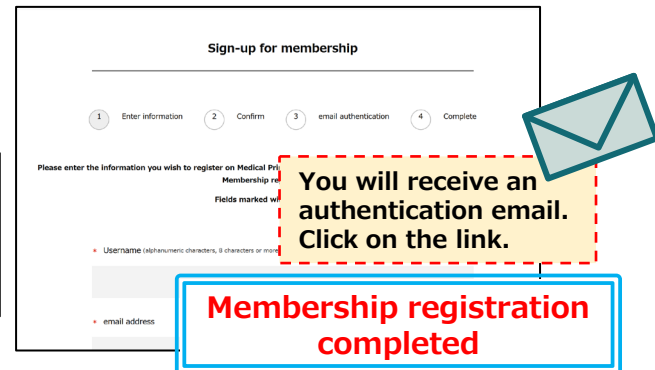 Sign-up for membership
1 Enter information 2 Confirm 3 email authentication 4 Complete
Please enter the information you wish to register on Medical
Membership
Fields marked
You will receive an
authentication email.
Click on the link.
* Username (alphanumeric characters, 8 characters or more
* email address
Membership registration
completed